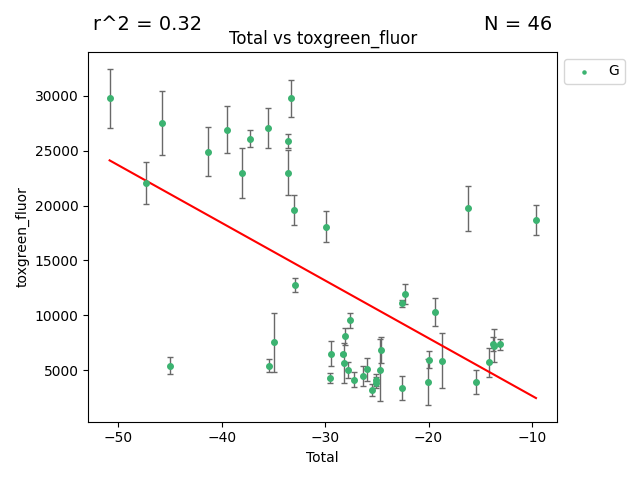 r^2 = 0.32
N = 46
Total vs toxgreen_fluor
G
30000
25000
20000
15000
10000
5000
toxgreen_fluor
−50
−40
−30
−20
−10
Total